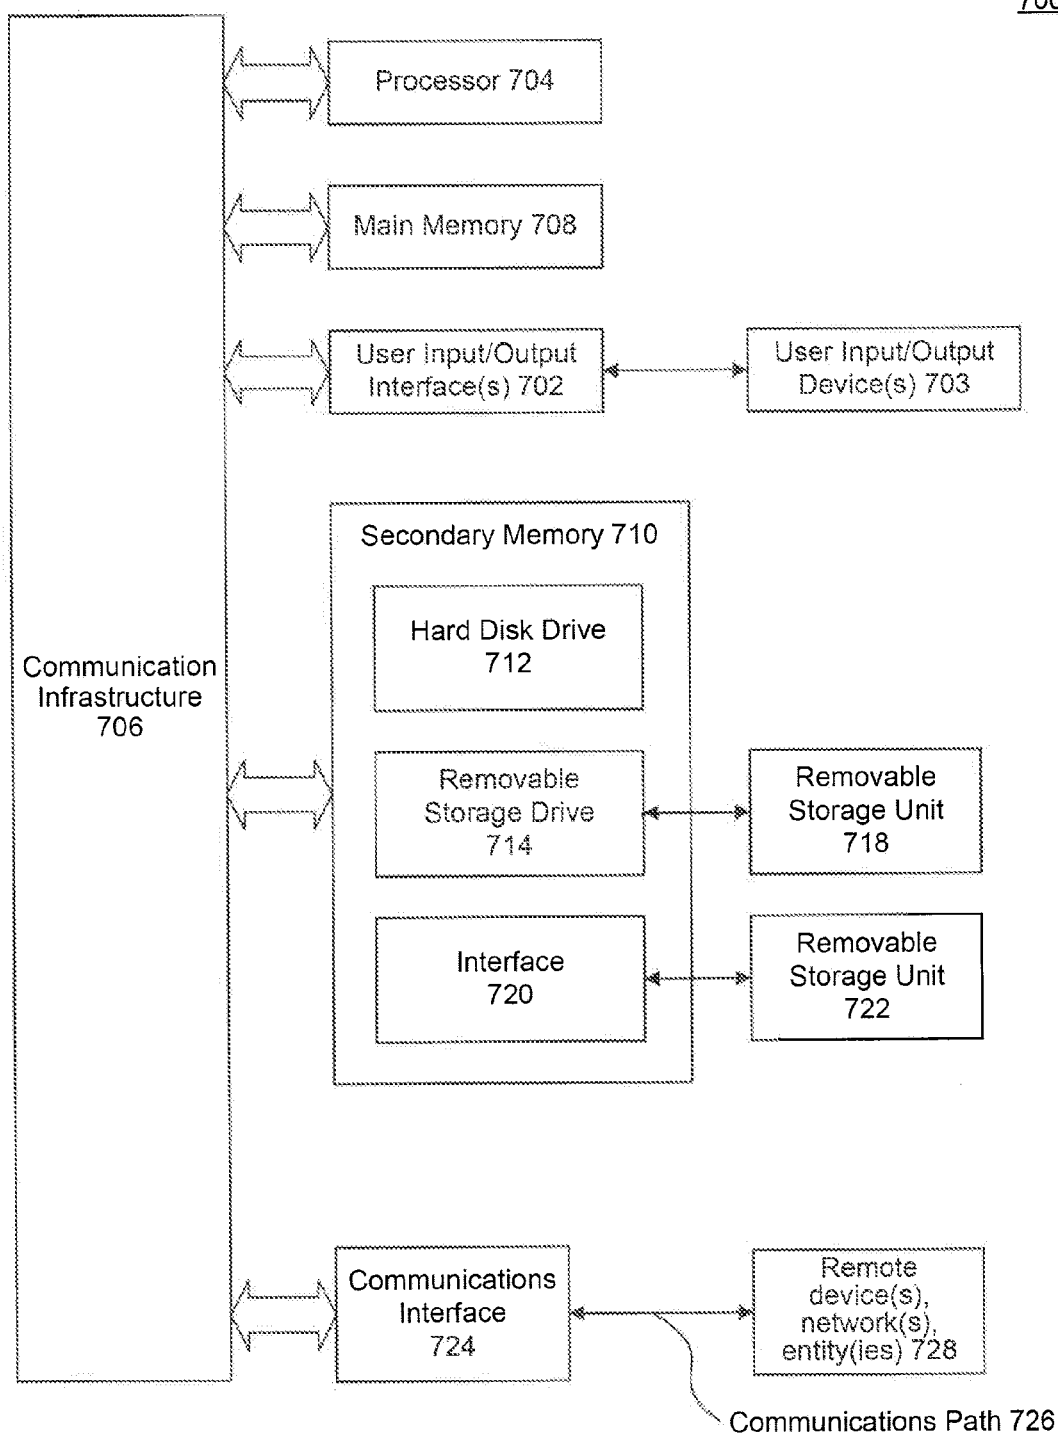 Processor 704
Main Memory 708
User Input/Output
Interface(s) 702
User Input/Output
Device(s) 703
Secondary Memory 710
Hard Disk Drive
712
Communication
Infrastructure
706
Removable
Storage Drive
714
Removable
Storage Unit
718
Interface
720
Removable
Storage Unit
722
Communications
Interface
724
Remote
device(s),
network(s),
entity(ies) 728
Communications Path 726